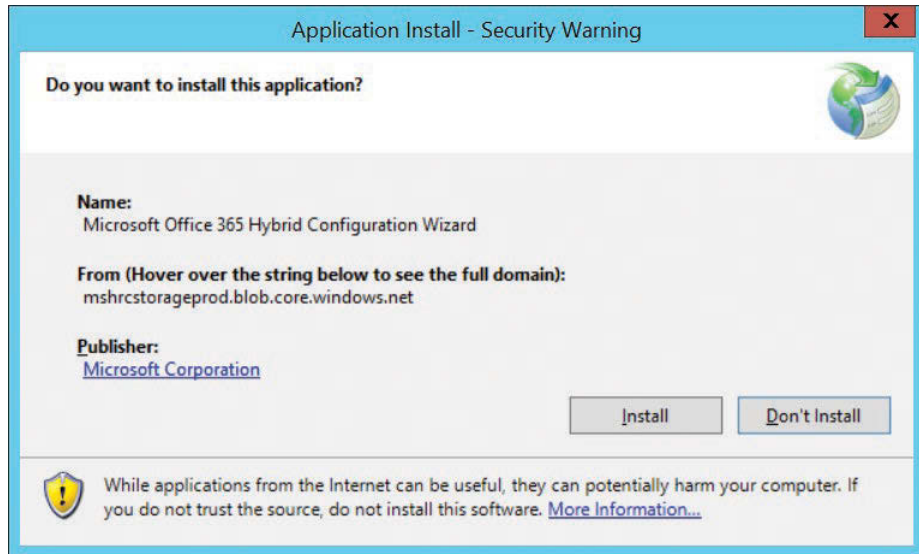 Application Install - Security Warning
Do you want to install this application?
Name:
Microsoft Office 365 Hybrid Configuration Wizard
From (Hover over the string below to see the full domain):
mshrcstorageprod.blob.core.windows.net
Publisher:
Microsoft Corporation
Install Don't Install
While applications from the Internet can be useful, they can potentially harm your computer. If
you do not trust the source, do not install this software. More Information...